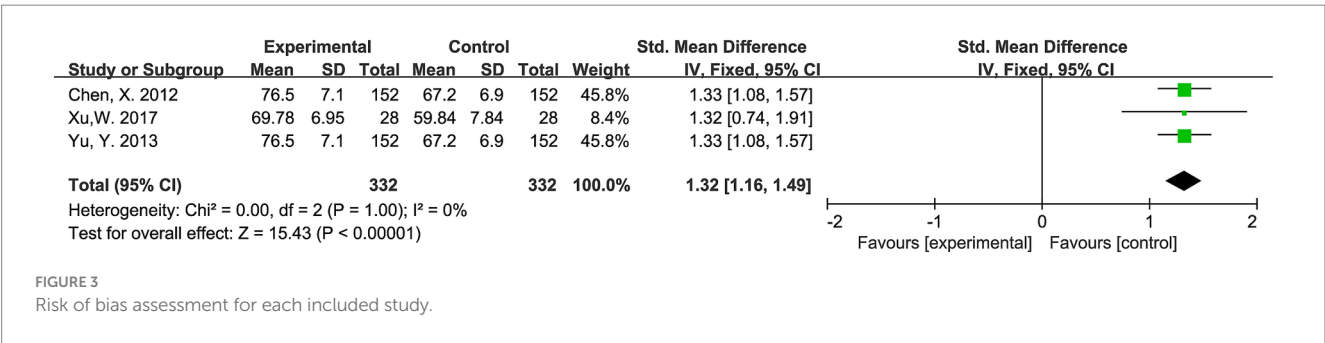 Experimental Control Std. Mean Difference Std. Mean Difference
Study or Subgroup Mean SD Total Mean SD Total Weight IV, Fixed, 95% CI IV, Fixed, 95% CI
Chen, X. 2012 76.5 7.1 152 67.2 6.9 152 45.8% 1.33 [1.08, 1.57]
Xu,W. 2017 69.78 6.95 28 59.84 7.84 28 8.4% 1.32 [0.74, 1.91]
Yu, Y. 2013 76.5 7.1 152 67.2 6.9 152 45.8% 1.33 [1.08, 1.57]
Total (95% CI) 332 332 100.0% 1.32 [1.16, 1.49]
Heterogeneity: Chi² = 0.00, df = 2 (P = 1.00); I² = 0%
Test for overall effect: Z = 15.43 (P < 0.00001)
-2 -1 0 1 2
Favours [experimental] Favours [control]
FIGURE 3
Risk of bias assessment for each included study.